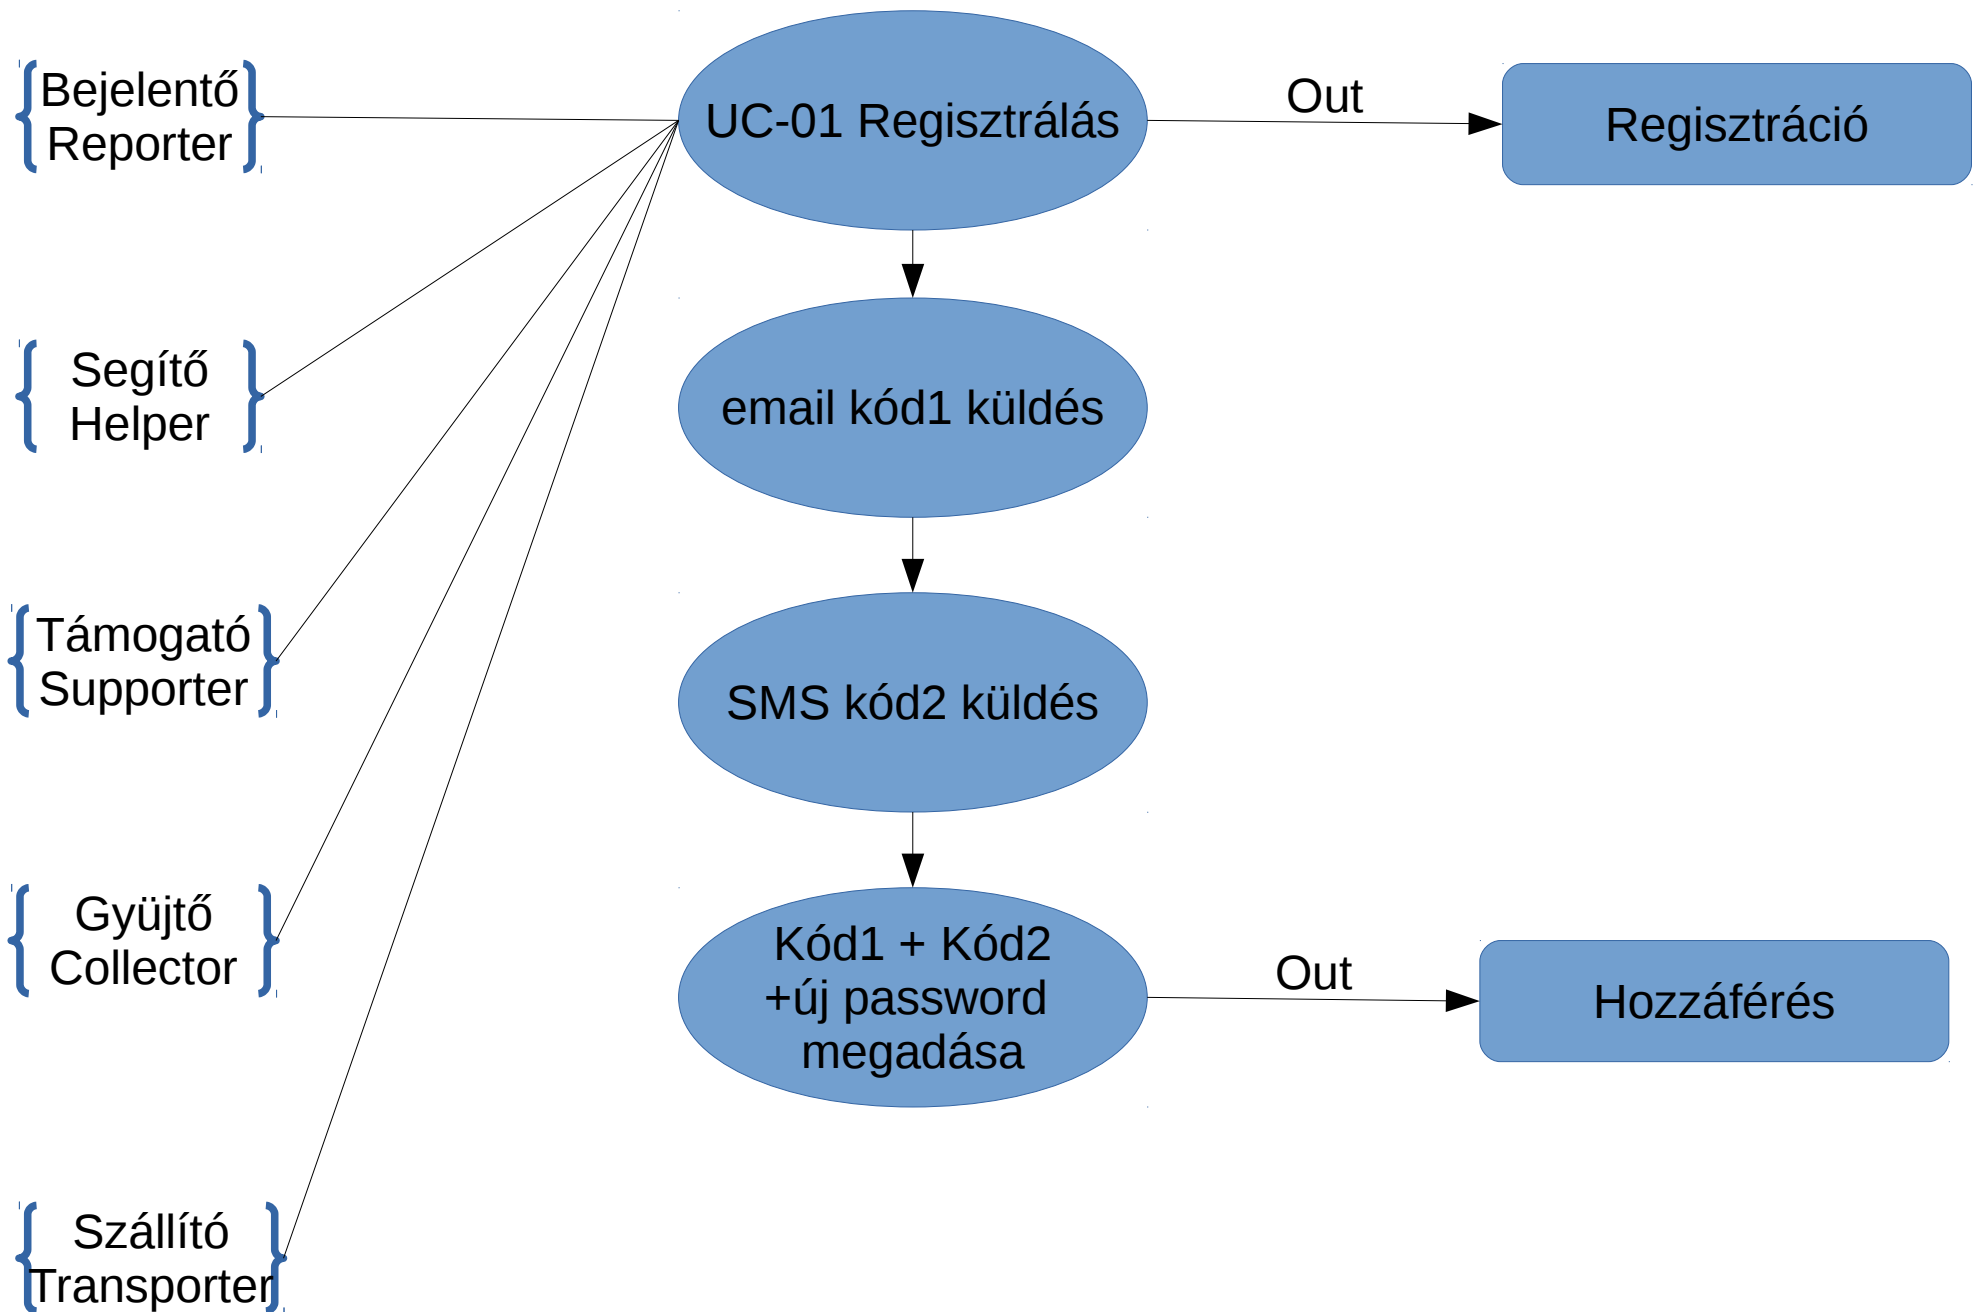 Bejelentő
Reporter
UC-01 Regisztrálás
Out
Regisztráció
Segítő
Helper
email kód1 küldés
Támogató
Supporter
SMS kód2 küldés
Gyüjtő
Collector
Kód1 + Kód2
+új password
megadása
Out
Hozzáférés
Szállító
Transporter